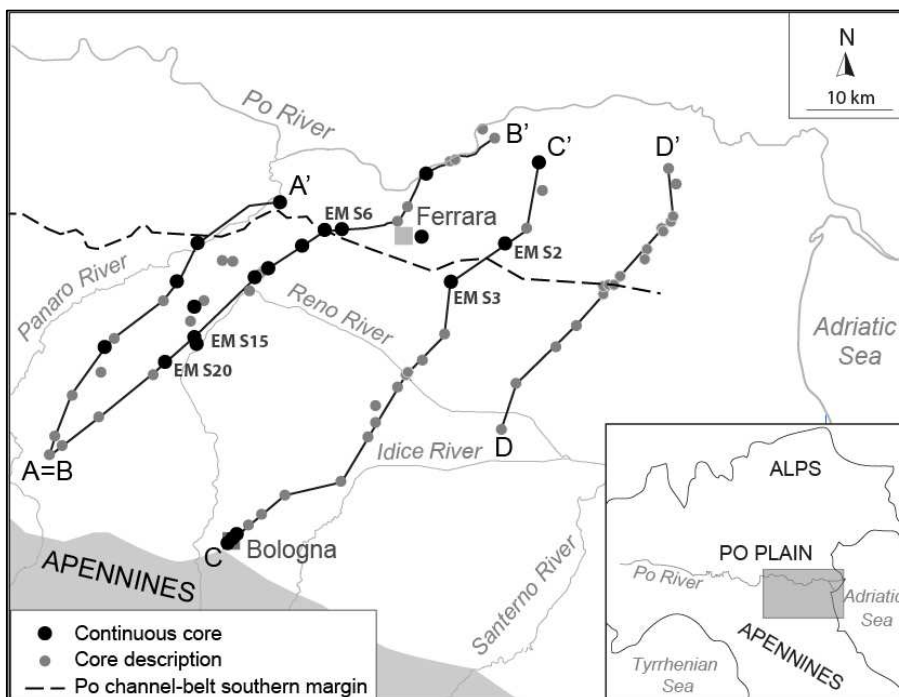 N
10 km
Po River
B'
C'
D'
A'
EM S6
Ferrara
EM S2
Panaro River
EM S3
Reno River
Adriatic
Sea
EM S15
EM S20
A=B
Idice River
D
ALPS
C
Bologna
PO PLAIN
APENNINES
Santerno River
Po River
Adriatic
Sea
APENNINES
Tyrrhenian
Sea
Continuous core
Core description
Po channel-belt southern margin